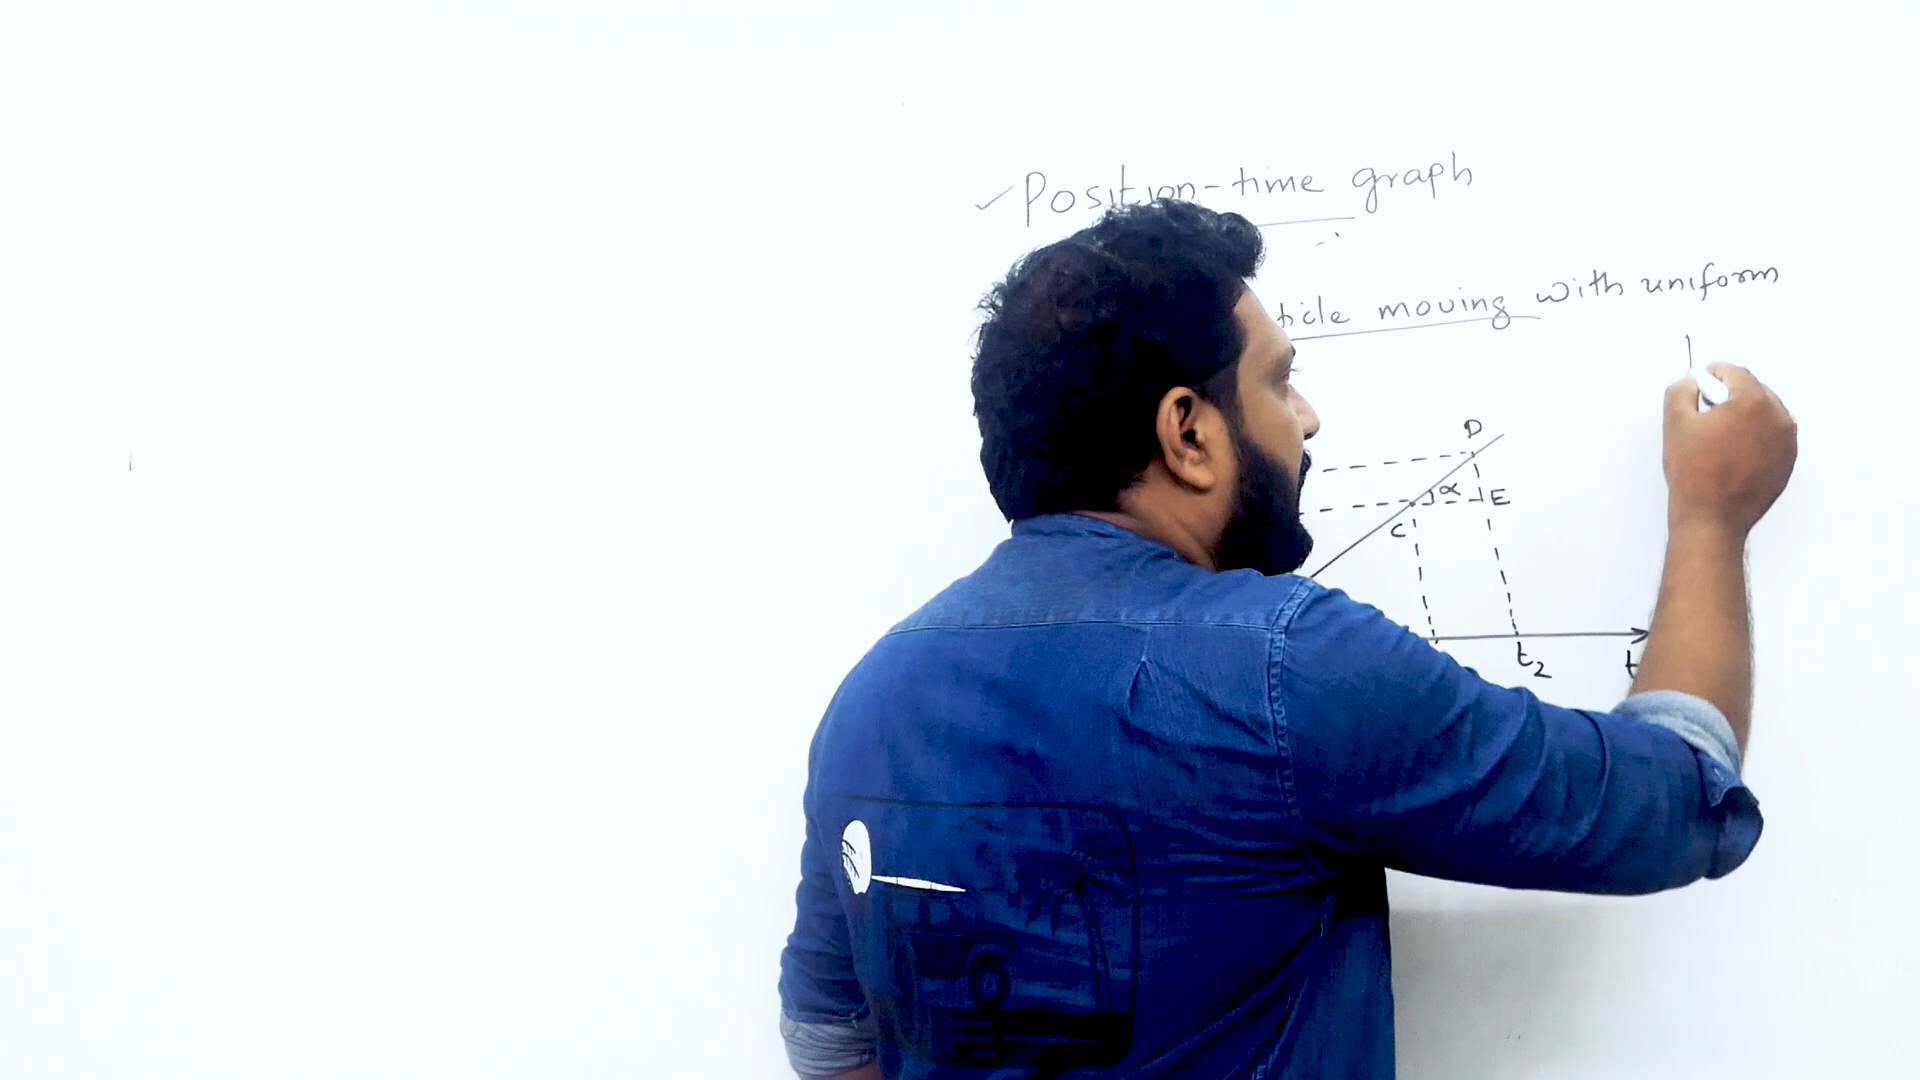 ✓ Position-time graph
ticle moving with uniform
D
α
E
C
t2
t